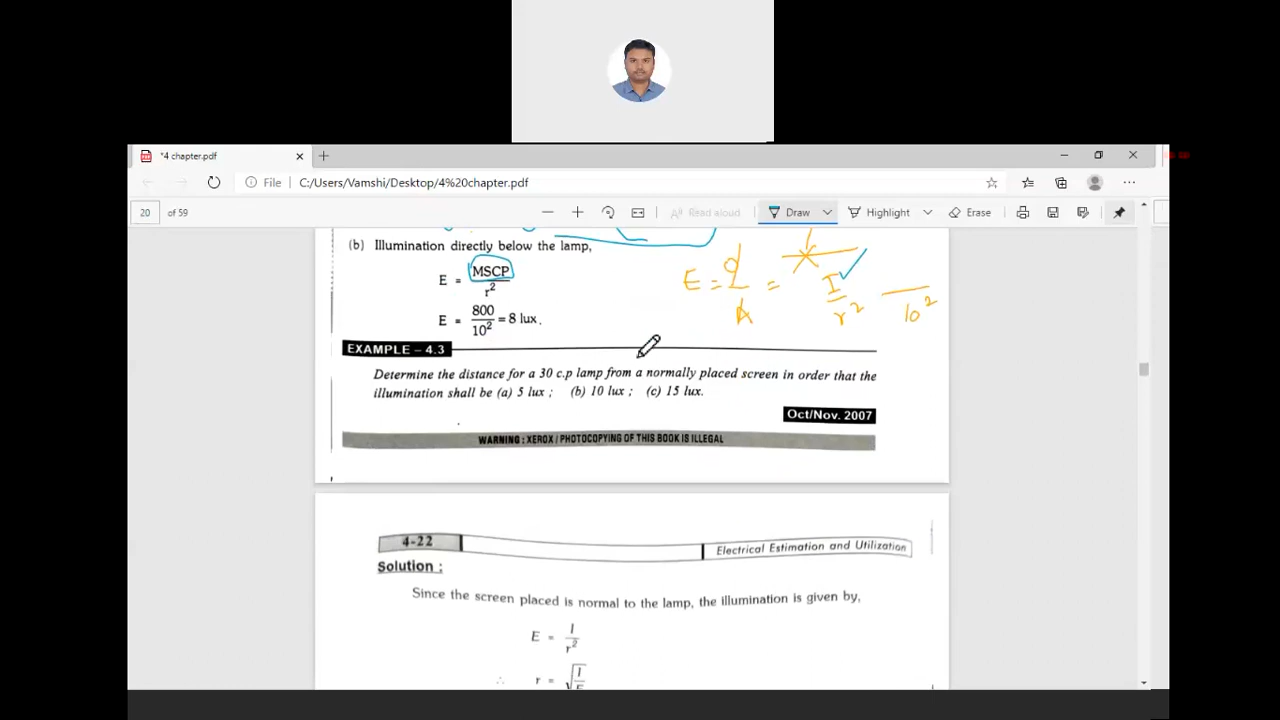 *4 chapter.pdf
File | C:/Users/Vamshi/Desktop/4%20chapter.pdf
20 of 59 Read aloud Draw Highlight Erase
(b) Illumination directly below the lamp,
E = MSCP / r²
E = 800 / 10² = 8 lux.
E = / A = I / r² 10²
EXAMPLE – 4.3
Determine the distance for a 30 c.p lamp from a normally placed screen in order that the
illumination shall be (a) 5 lux ; (b) 10 lux ; (c) 15 lux.
Oct/Nov. 2007
WARNING : XEROX / PHOTOCOPYING OF THIS BOOK IS ILLEGAL
4-22 Electrical Estimation and Utilization
Solution :
Since the screen placed is normal to the lamp, the illumination is given by,
E = I / r²
∴ r = √ I / E